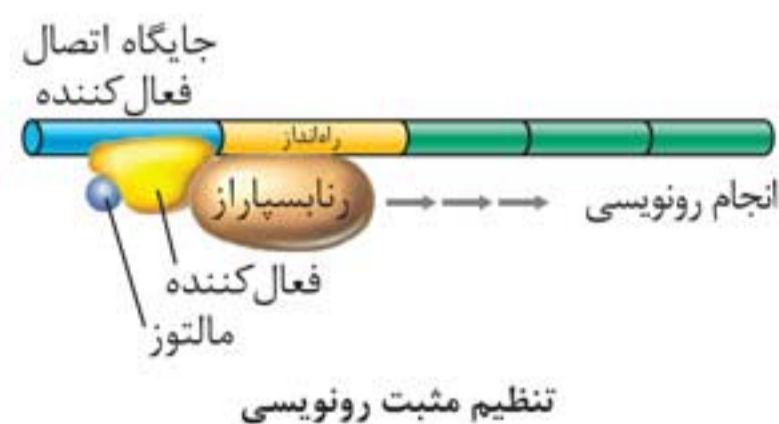 جایگاه اتصال
فعال‌کننده
راه‌انداز
رنابسپاراز
انجام رونویسی
فعال‌کننده
مالتوز
تنظیم مثبت رونویسی